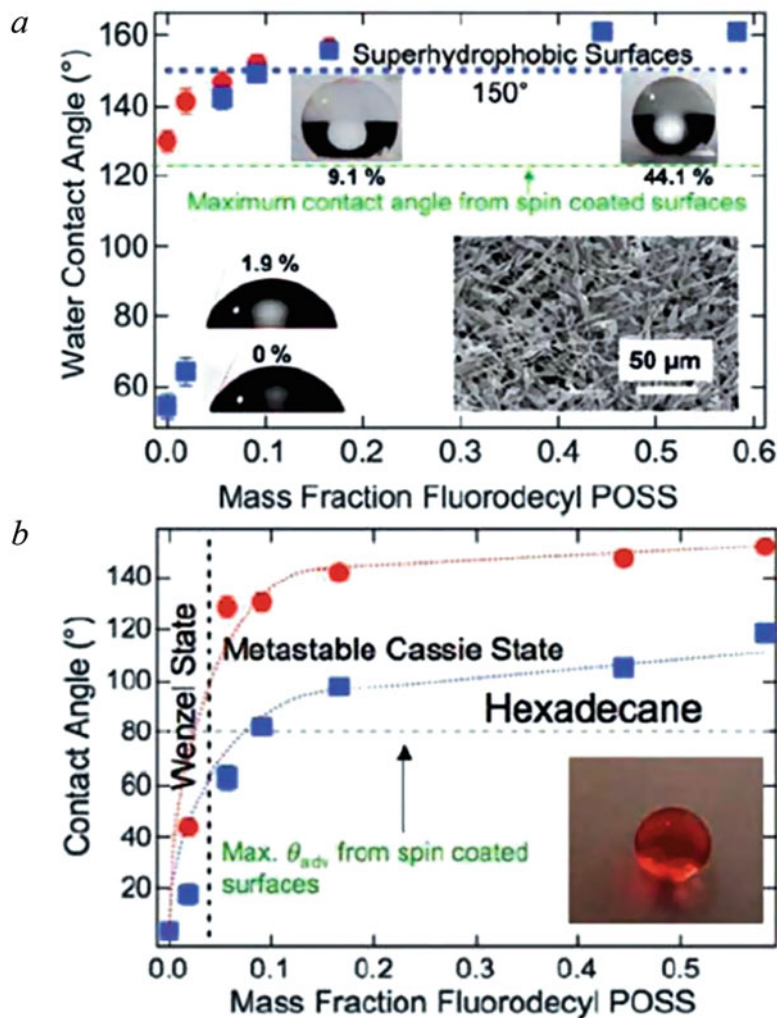 a
Water Contact Angle (°)
160
140
120
100
80
60
Superhydrophobic Surfaces
150°
9.1 %
44.1 %
Maximum contact angle from spin coated surfaces
1.9 %
0 %
50 µm
0.0 0.1 0.2 0.3 0.4 0.5 0.6
Mass Fraction Fluorodecyl POSS
b
Contact Angle (°)
140
120
100
80
60
40
20
Wenzel State
Metastable Cassie State
Hexadecane
Max. θadv from spin coated
surfaces
0.0 0.1 0.2 0.3 0.4 0.5
Mass Fraction Fluorodecyl POSS